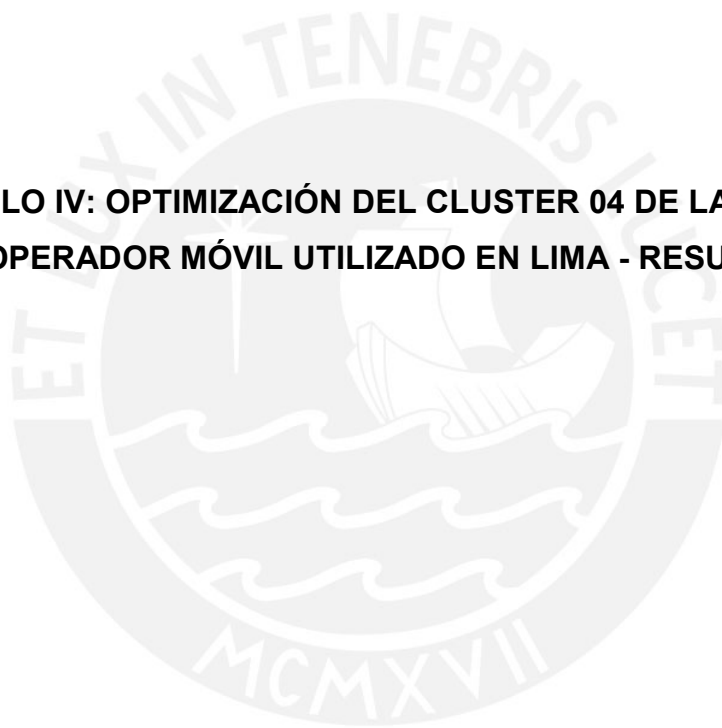 LO IV: OPTIMIZACIÓN DEL CLUSTER 04 DE LA
OPERADOR MÓVIL UTILIZADO EN LIMA - RESU
ET LUX IN TENEBRIS LUCET
MCMXVII